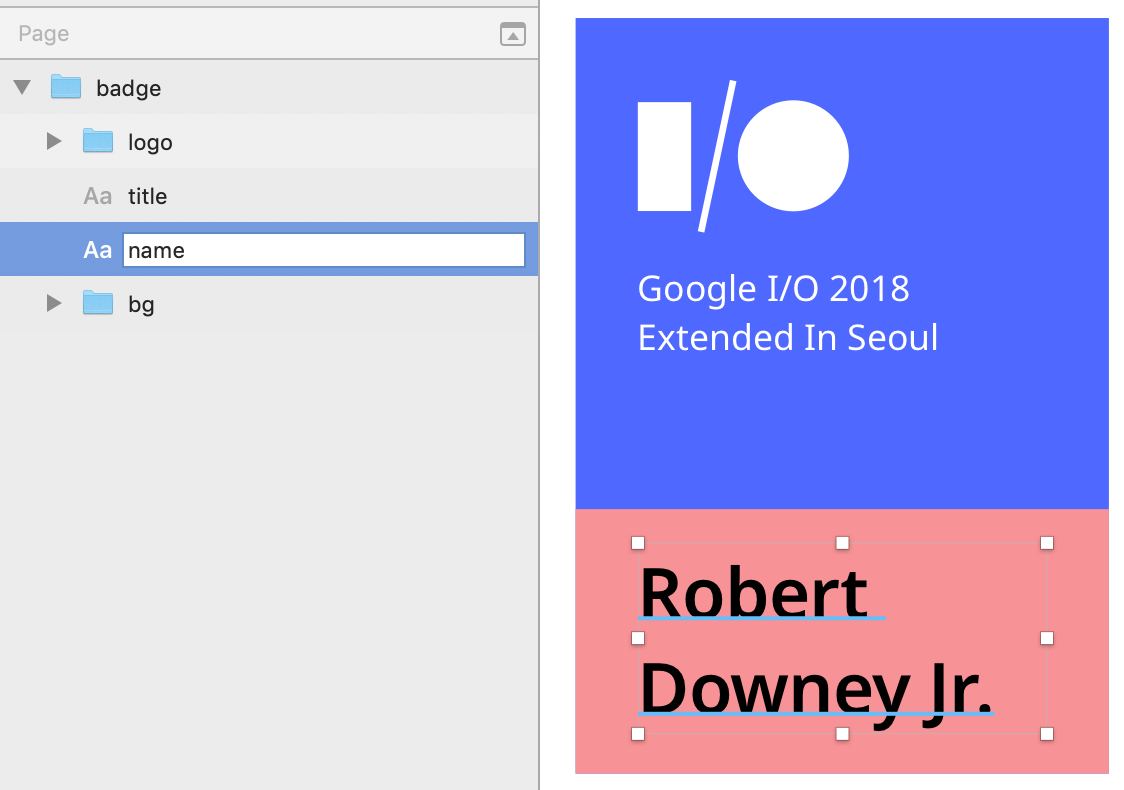 Page
badge
logo
Aa title
Aa name
bg
I/O
Google I/O 2018
Extended In Seoul
Robert
Downey Jr.